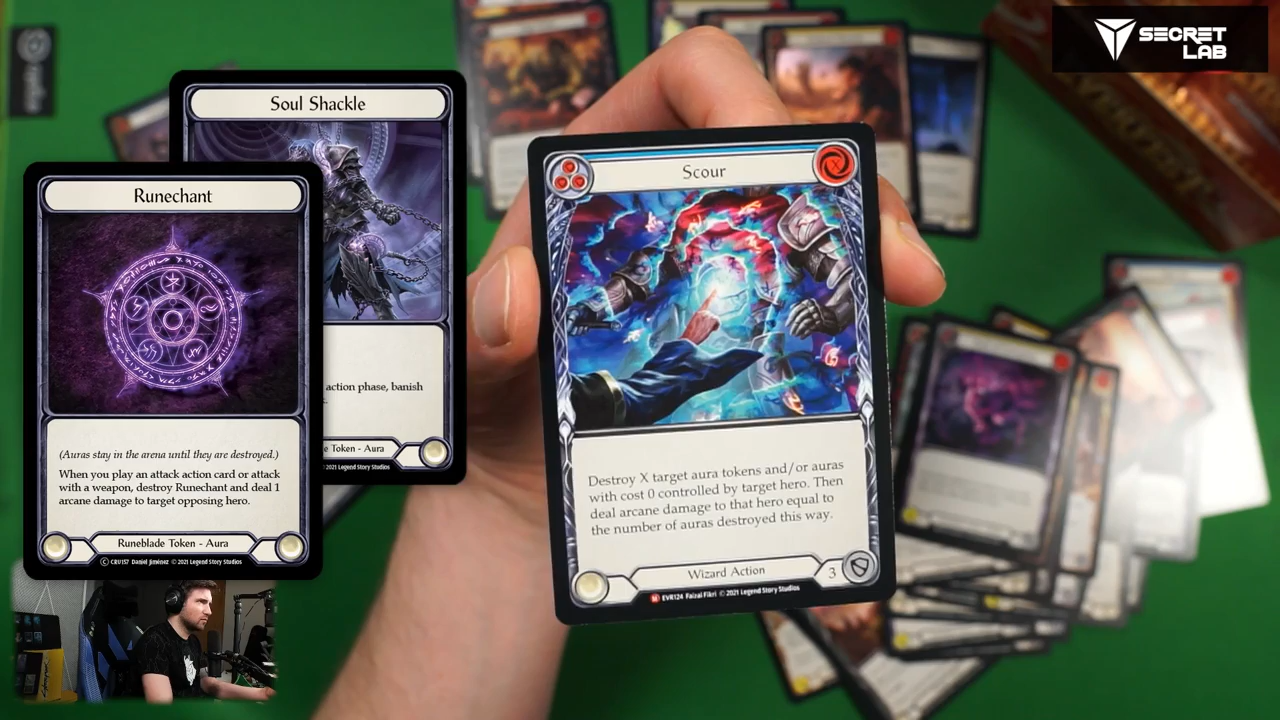 SECRET
LAB
Soul Shackle
action phase, banish
Token - Aura
2021 Legend Story Studios
Runechant
(Auras stay in the arena until they are destroyed.)
When you play an attack action card or attack
with a weapon, destroy Runechant and deal 1
arcane damage to target opposing hero.
Runeblade Token - Aura
C CRU157 Daniel Jiménez © 2021 Legend Story Studios
Scour
X
Destroy X target aura tokens and/or auras
with cost 0 controlled by target hero. Then
deal arcane damage to that hero equal to
the number of auras destroyed this way.
Wizard Action
3
M EVR124 Faizal Fikri © 2021 Legend Story Studios